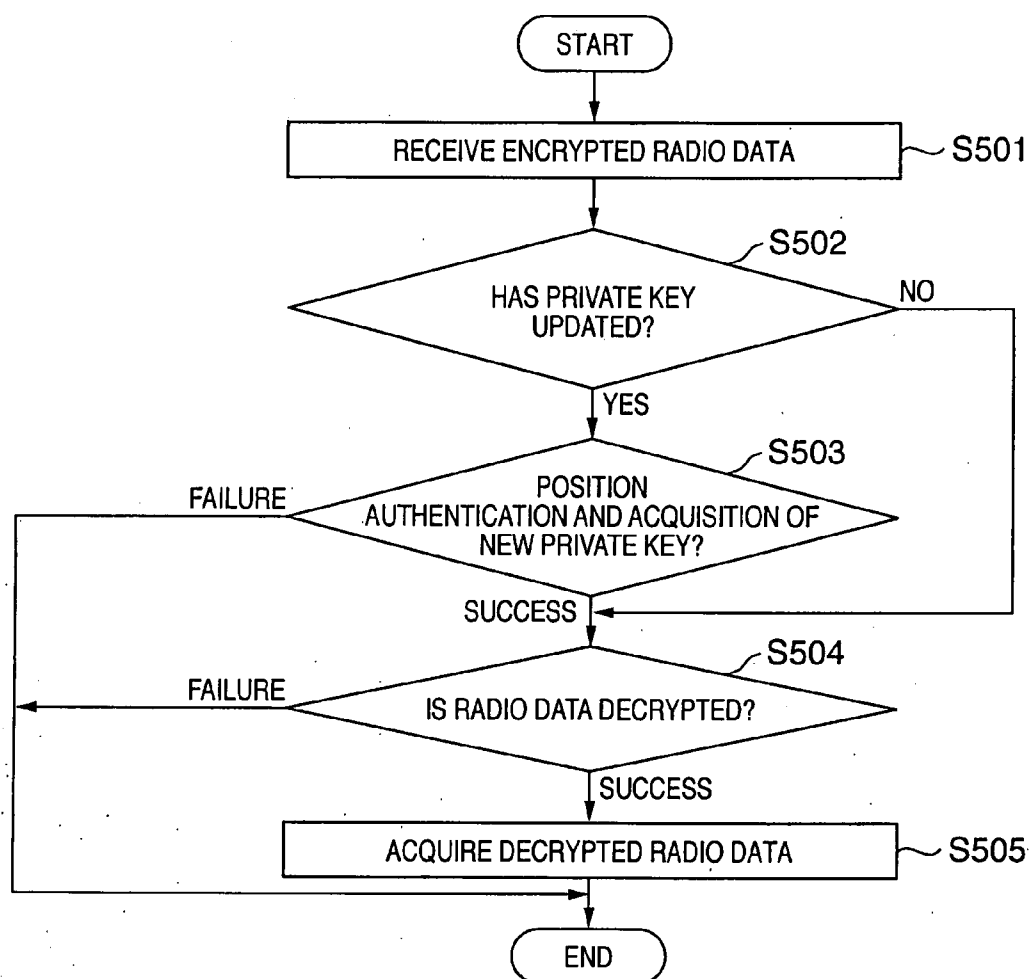 START
RECEIVE ENCRYPTED RADIO DATA
S501
S502
HAS PRIVATE KEY
UPDATED?
NO
YES
S503
POSITION
AUTHENTICATION AND ACQUISITION OF
NEW PRIVATE KEY?
FAILURE
SUCCESS
S504
FAILURE
IS RADIO DATA DECRYPTED?
SUCCESS
ACQUIRE DECRYPTED RADIO DATA
S505
END